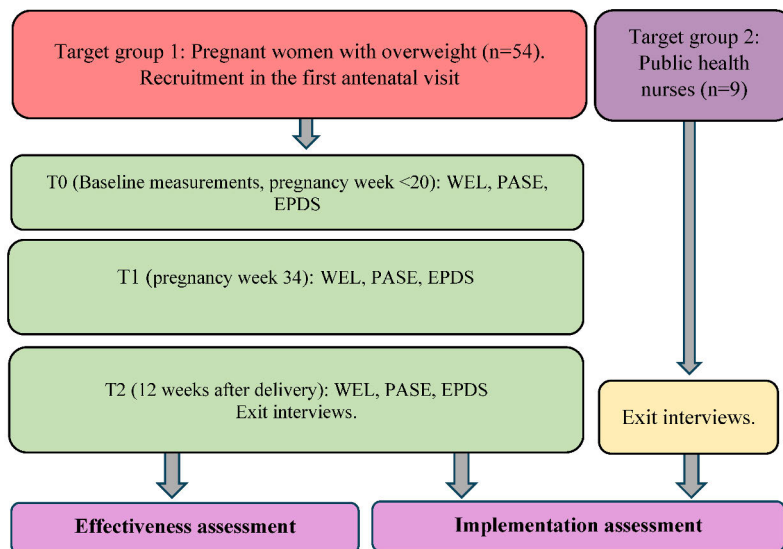 Target group 1: Pregnant women with overweight (n=54).
Recruitment in the first antenatal visit
Target group 2:
Public health
nurses (n=9)
T0 (Baseline measurements, pregnancy week <20): WEL, PASE,
EPDS
T1 (pregnancy week 34): WEL, PASE, EPDS
T2 (12 weeks after delivery): WEL, PASE, EPDS
Exit interviews.
Exit interviews.
Effectiveness assessment
Implementation assessment